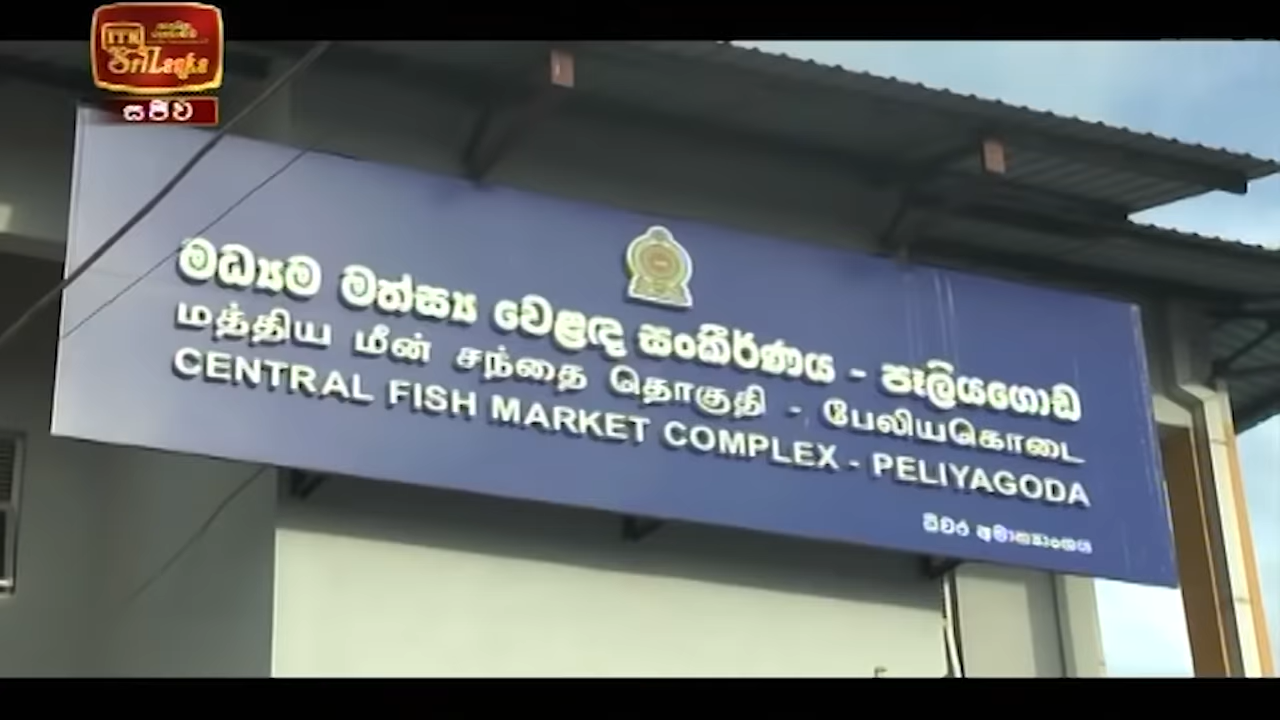 ITN
Sri Lanka
සජීව
මධ්‍යම මත්ස්‍ය වෙළඳ සංකීර්ණය - පෑලියගොඩ
மத்திய மீன் சந்தை தொகுதி - பேலியகொடை
CENTRAL FISH MARKET COMPLEX - PELIYAGODA
ධීවර අමාත්‍යාංශය